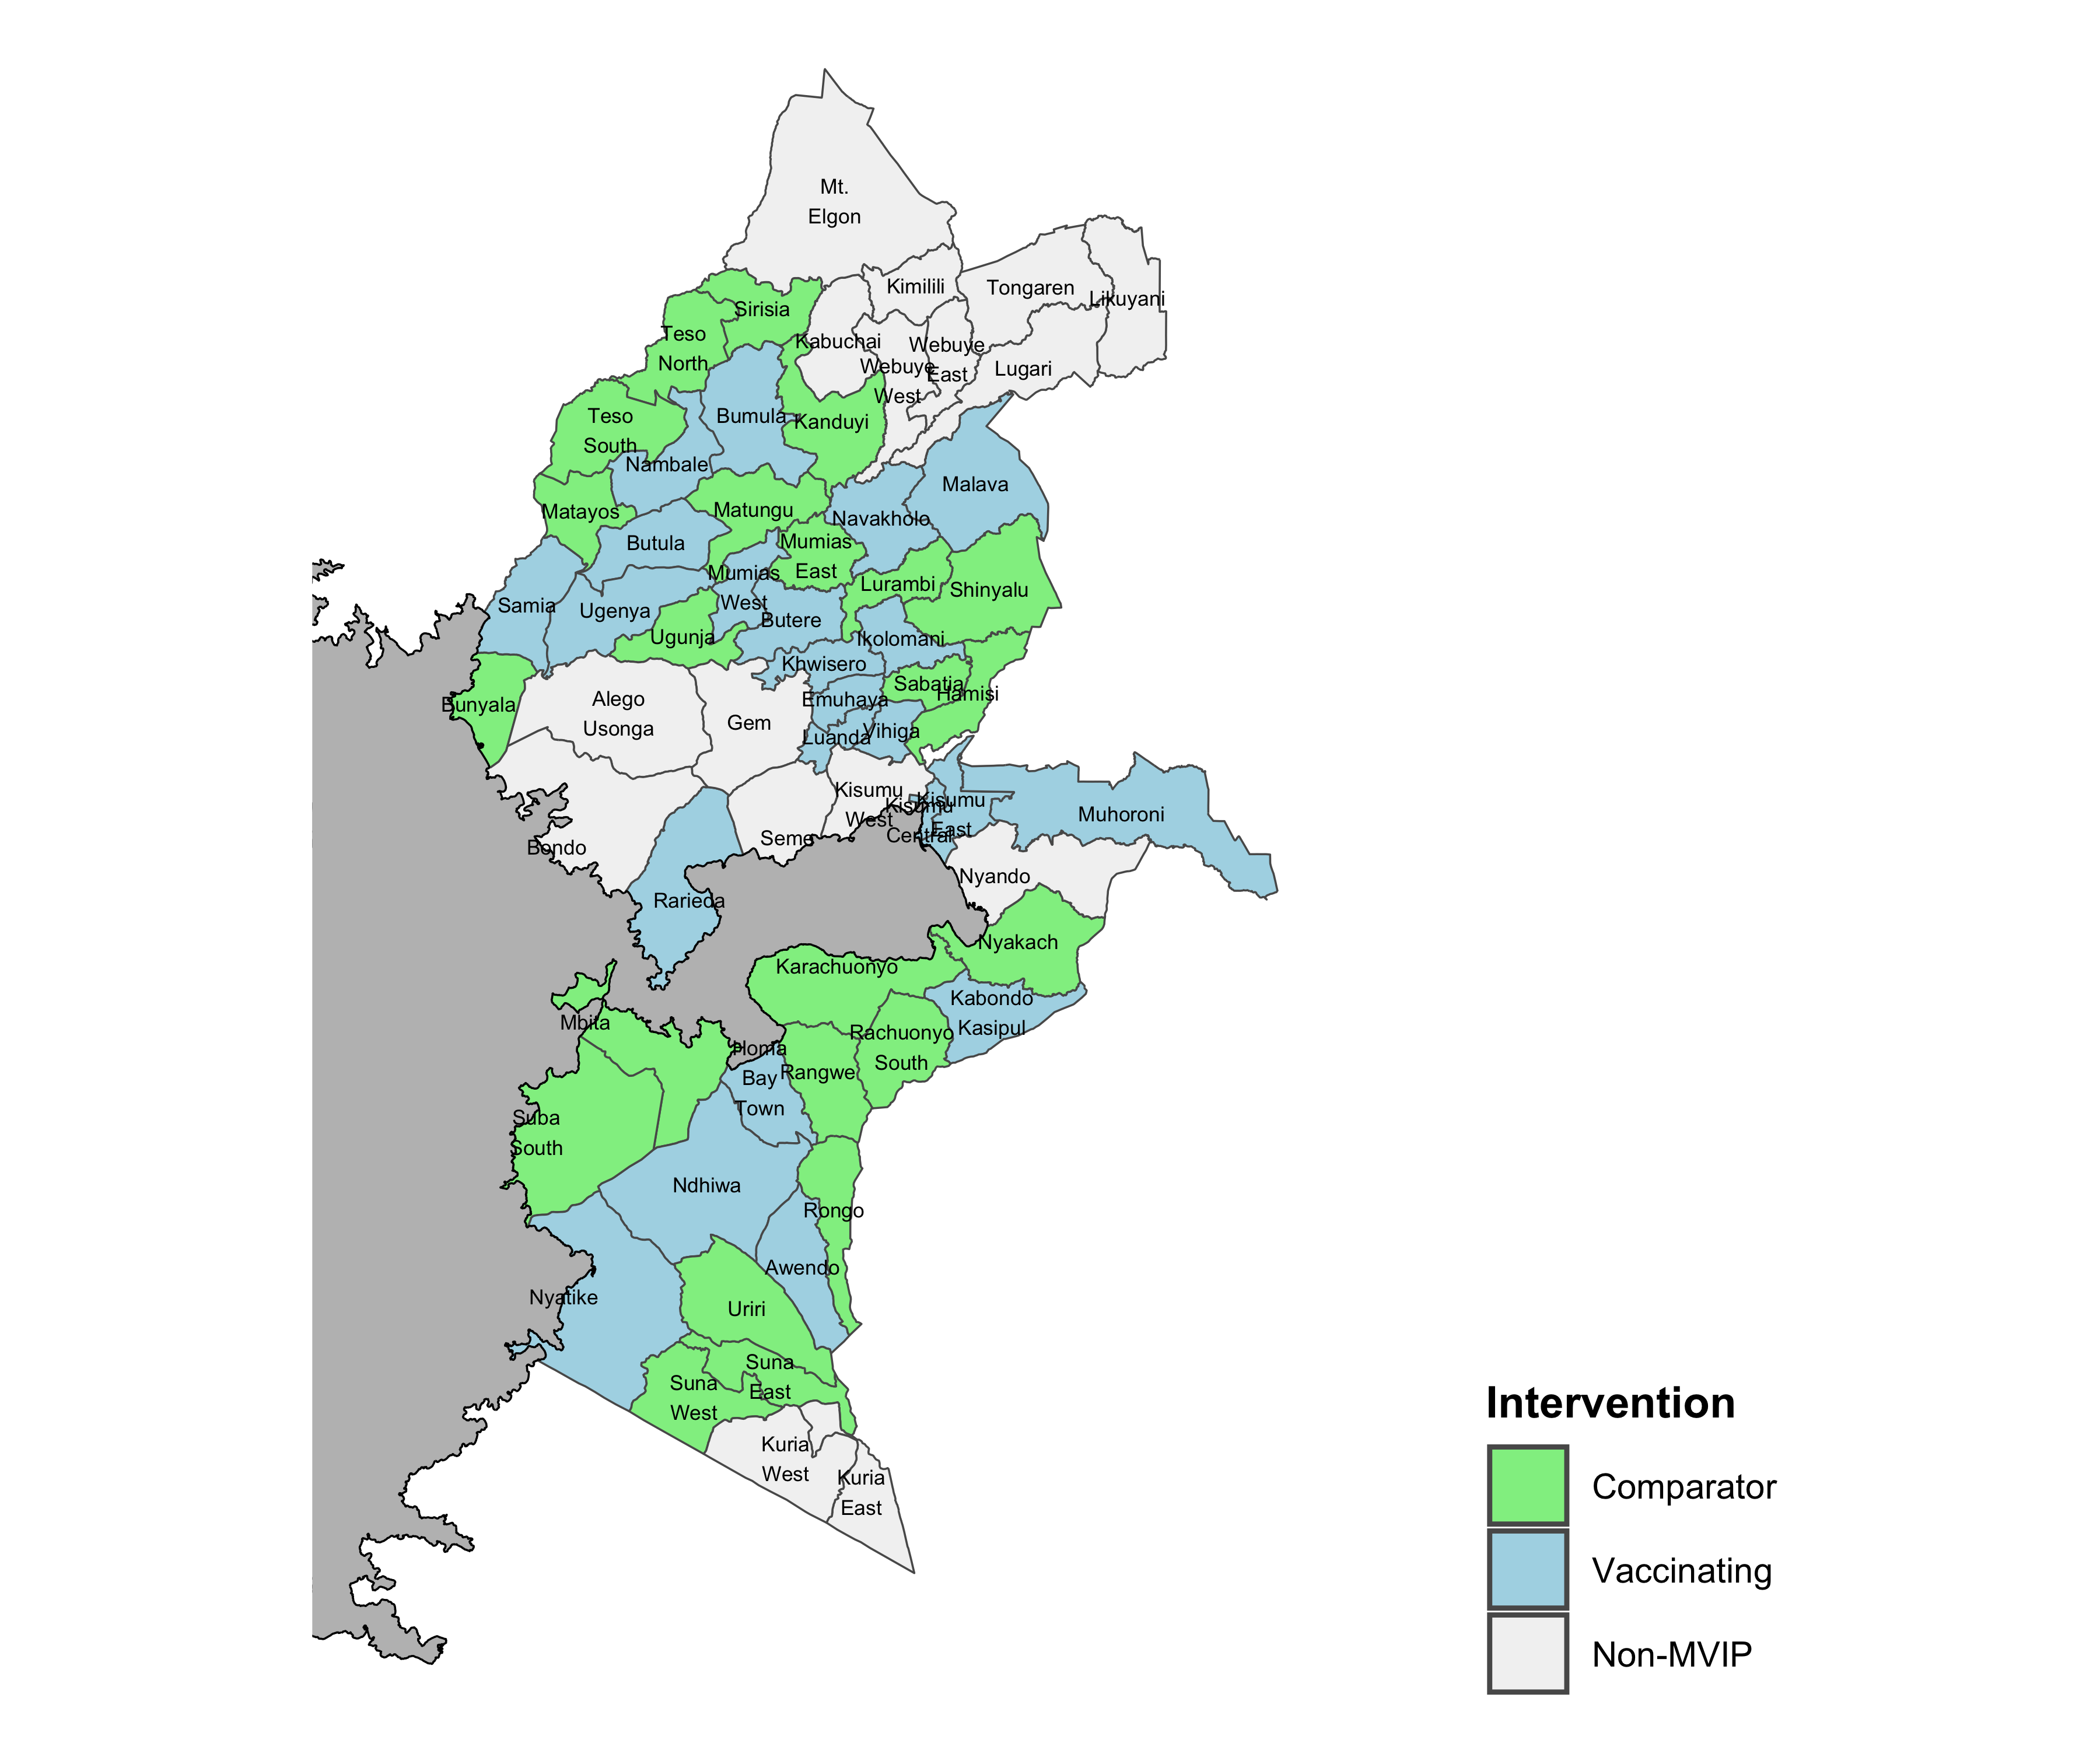 Mt.
Elgon
Kimilili
Tongaren
Likuyani
Sirisia
Teso
North
Kabuchai
Webuye
East
Webuye
West
Lugari
Teso
South
Bumula
Kanduyi
Nambale
Malava
Matayos
Matungu
Navakholo
Butula
Mumias
East
Mumias
West
Lurambi
Shinyalu
Samia
Ugenya
Butere
Ugunja
Ikolomani
Khwisero
Sabatia
Hamisi
Bunyala
Alego
Usonga
Gem
Emuhaya
Luanda
Vihiga
Kisumu
West
Kisumu
Central
Kisumu
East
Muhoroni
Bondo
Seme
Nyando
Rarieda
Nyakach
Karachuonyo
Kabondo
Kasipul
Mbita
Rachuonyo
South
Homa
Bay
Town
Rangwe
Suba
South
Ndhiwa
Rongo
Awendo
Nyatike
Uriri
Suna
East
Suna
West
Kuria
West
Kuria
East
Intervention
Comparator
Vaccinating
Non-MVIP